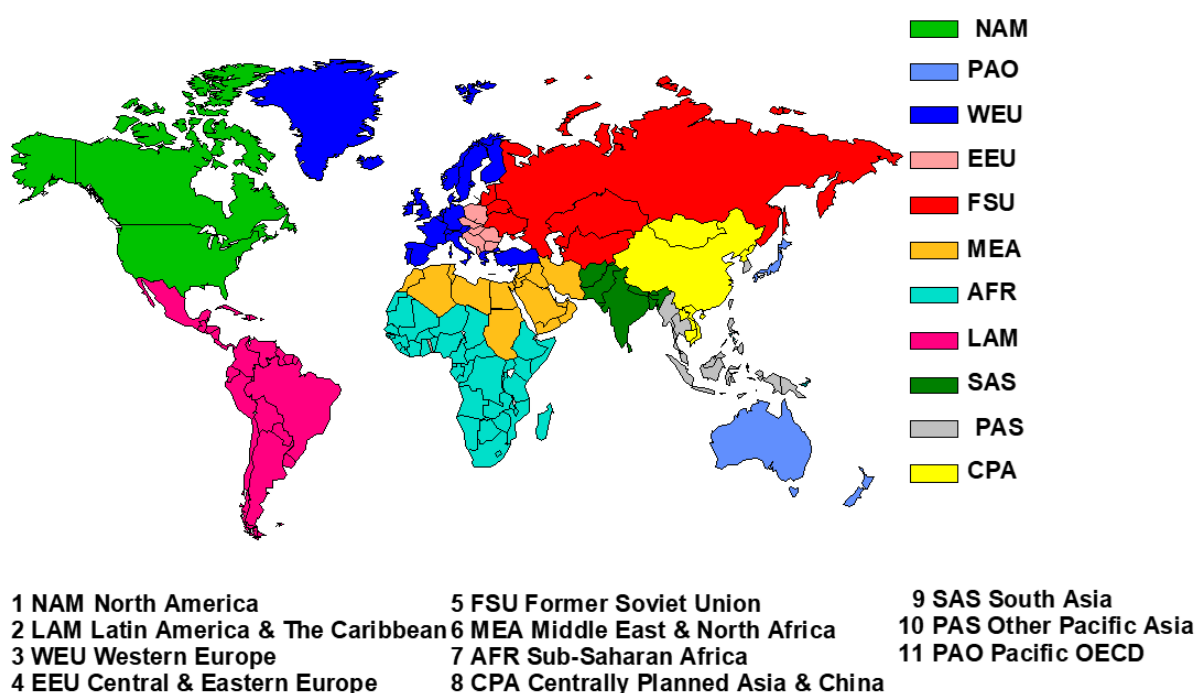 NAM
PAO
WEU
EEU
FSU
MEA
AFR
LAM
SAS
PAS
CPA
1 NAM North America
2 LAM Latin America & The Caribbean
3 WEU Western Europe
4 EEU Central & Eastern Europe
5 FSU Former Soviet Union
6 MEA Middle East & North Africa
7 AFR Sub-Saharan Africa
8 CPA Centrally Planned Asia & China
9 SAS South Asia
10 PAS Other Pacific Asia
11 PAO Pacific OECD